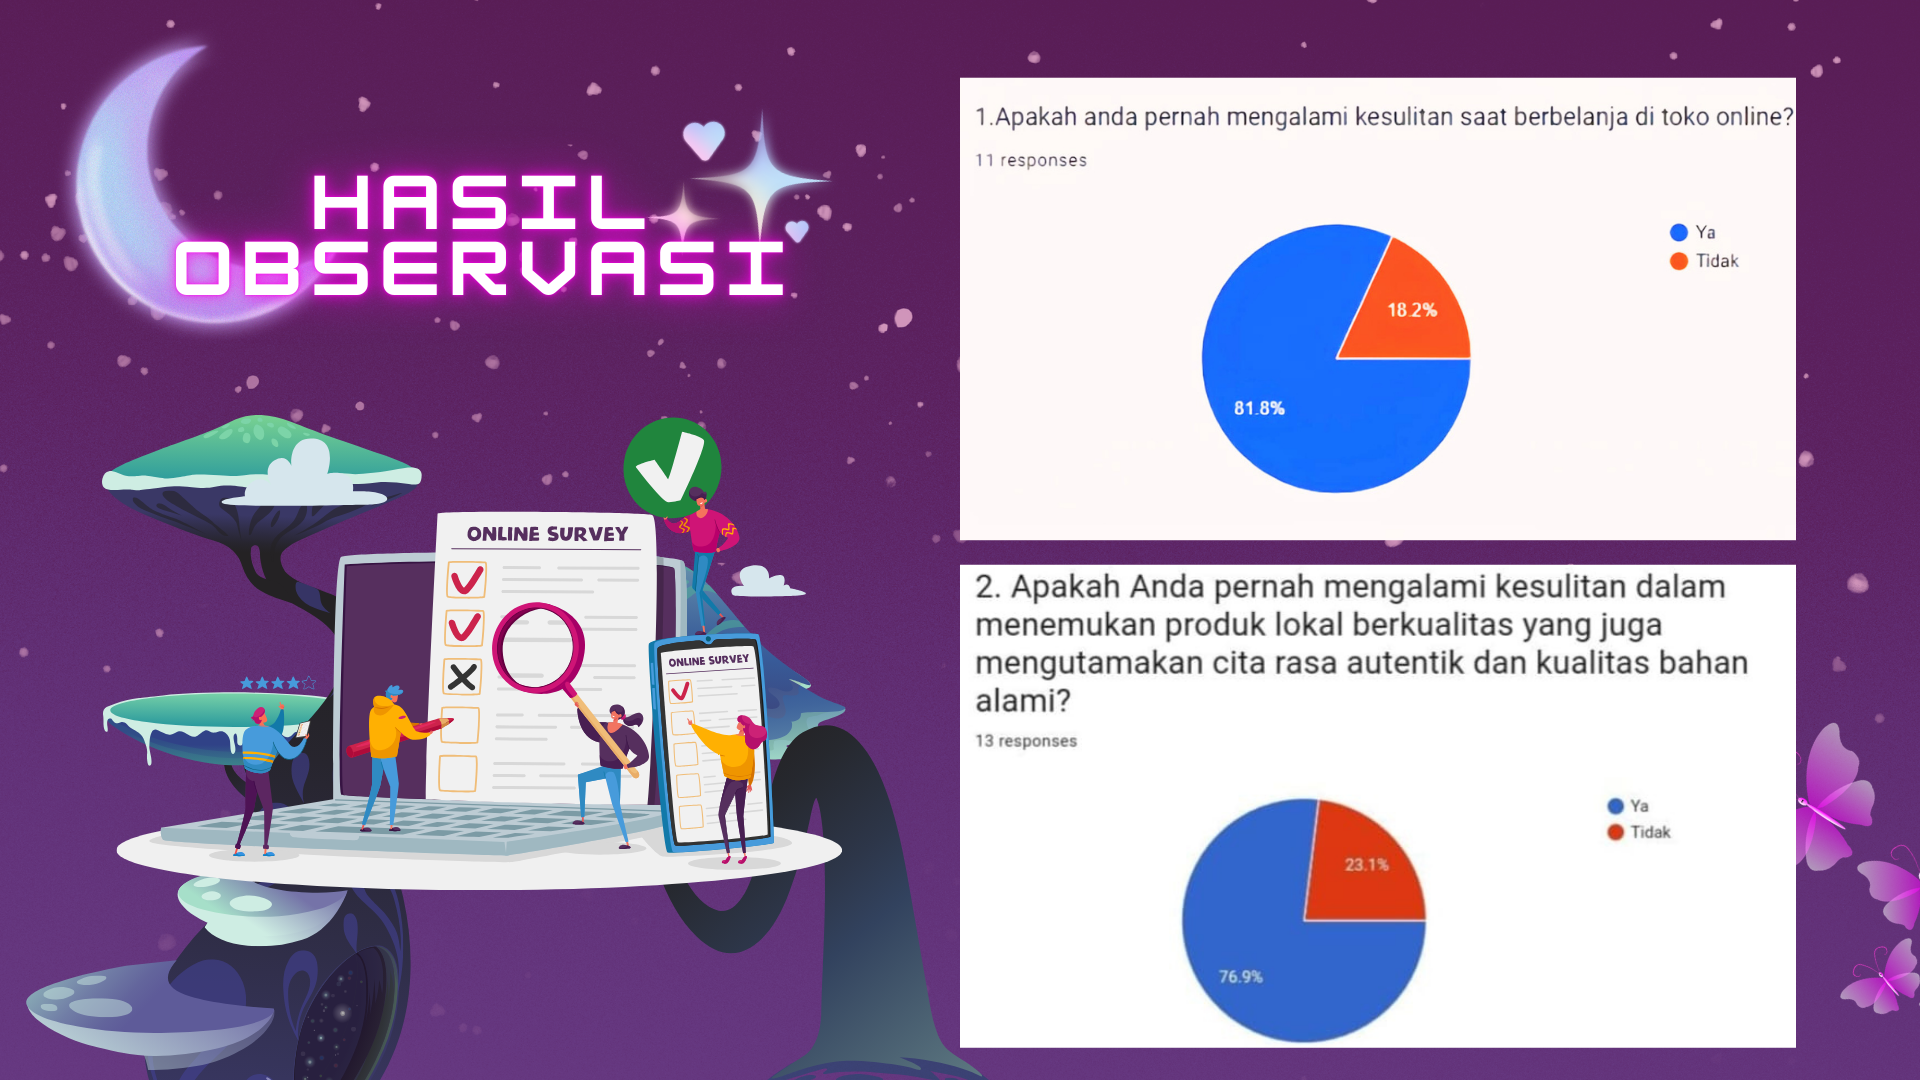 HASIL
OBSERVASI
ONLINE SURVEY
ONLINE SURVEY
1.Apakah anda pernah mengalami kesulitan saat berbelanja di toko online?
11 responses
Ya
Tidak
18.2%
81.8%
2. Apakah Anda pernah mengalami kesulitan dalam
menemukan produk lokal berkualitas yang juga
mengutamakan cita rasa autentik dan kualitas bahan
alami?
13 responses
Ya
Tidak
23.1%
76.9%